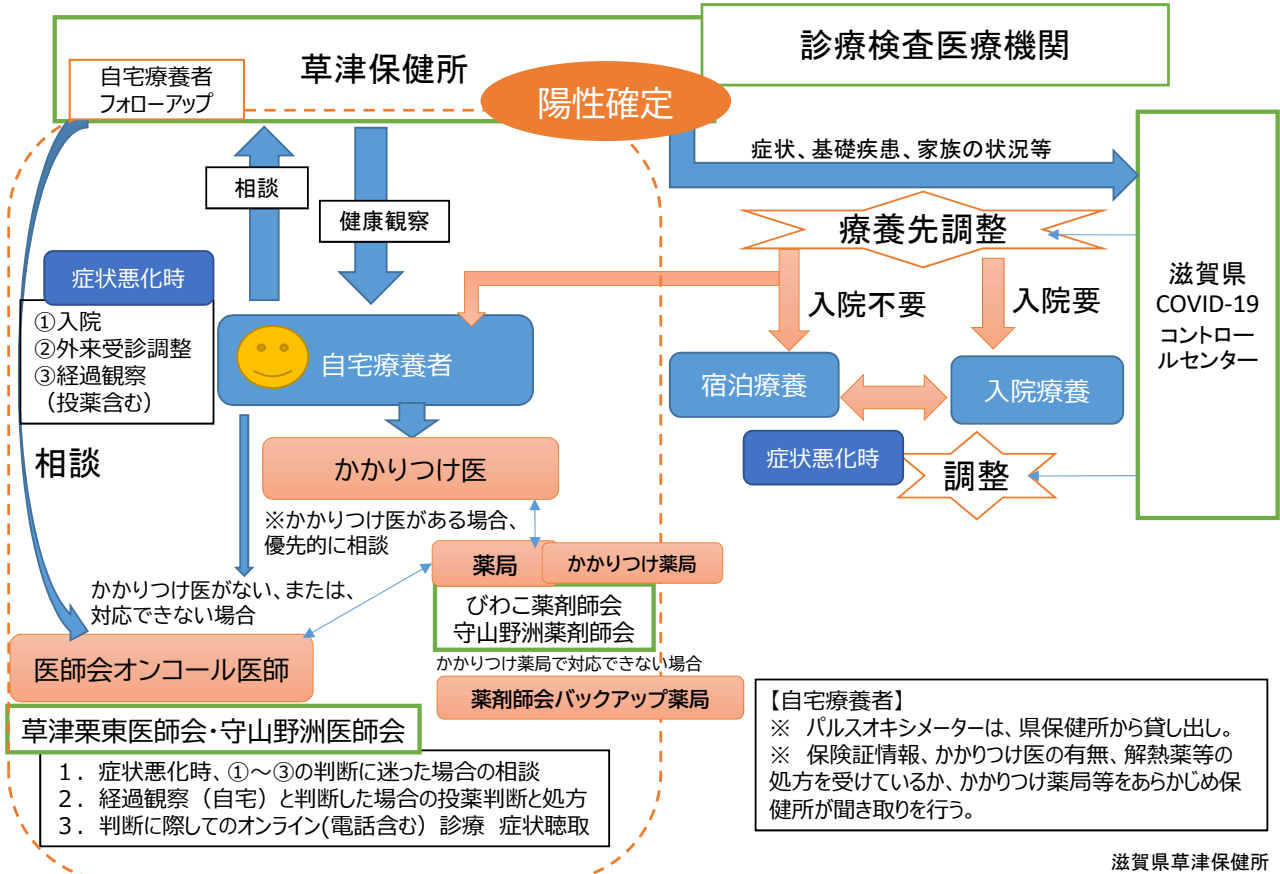 診療検査医療機関
草津保健所
自宅療養者
フォローアップ
陽性確定
症状、基礎疾患、家族の状況等
相談
健康観察
療養先調整
滋賀県
COVID-19
コントロー
ルセンター
症状悪化時
①入院
②外来受診調整
③経過観察
（投薬含む）
入院不要
入院要
自宅療養者
宿泊療養
入院療養
症状悪化時
調整
相談
かかりつけ医
※かかりつけ医がある場合、
優先的に相談
薬局
かかりつけ薬局
びわこ薬剤師会
守山野洲薬剤師会
かかりつけ医がない、または、
対応できない場合
医師会オンコール医師
かかりつけ薬局で対応できない場合
薬剤師会バックアップ薬局
草津栗東医師会・守山野洲医師会
1．症状悪化時、①～③の判断に迷った場合の相談
2．経過観察（自宅）と判断した場合の投薬判断と処方
3．判断に際してのオンライン(電話含む）診療 症状聴取
【自宅療養者】
※ パルスオキシメーターは、県保健所から貸し出し。
※ 保険証情報、かかりつけ医の有無、解熱薬等の
処方を受けているか、かかりつけ薬局等をあらかじめ保
健所が聞き取りを行う。
滋賀県草津保健所